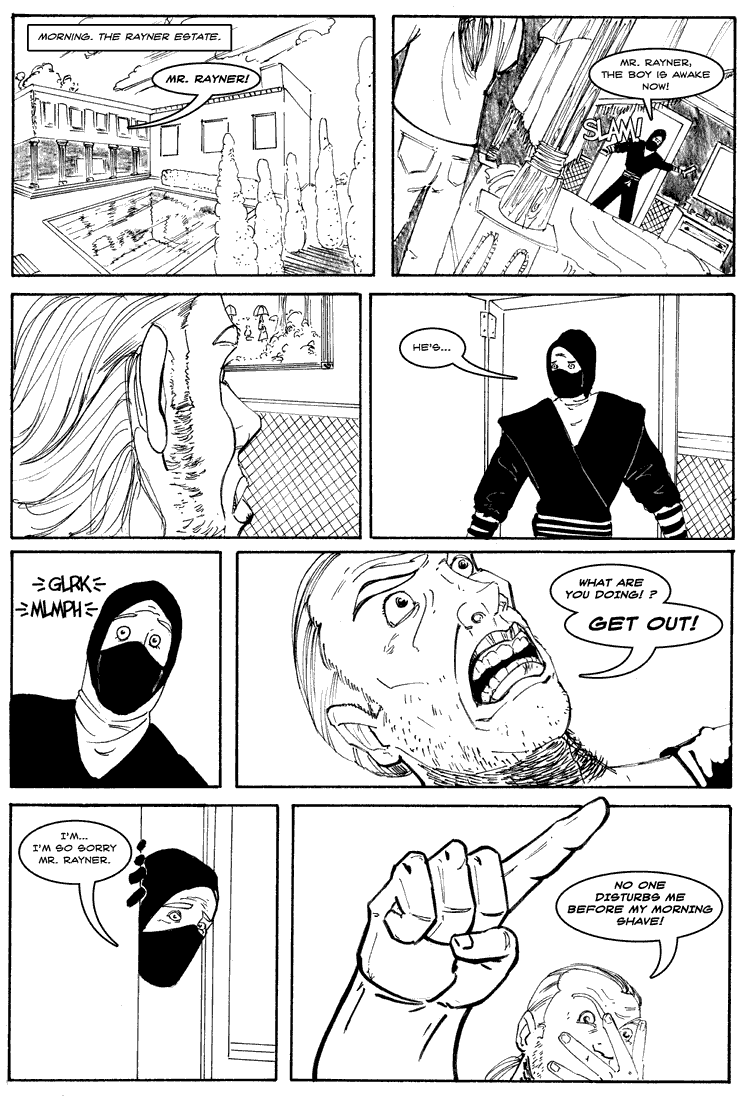 MORNING. THE RAYNER ESTATE.
MR. RAYNER!
MR. RAYNER,
THE BOY IS AWAKE
NOW!
SLAM!
HE'S...
GLRK
MLMPH
WHAT ARE
YOU DOING! ?
GET OUT!
I'M...
I'M SO SORRY
MR. RAYNER.
NO ONE
DISTURBS ME
BEFORE MY MORNING
SHAVE!